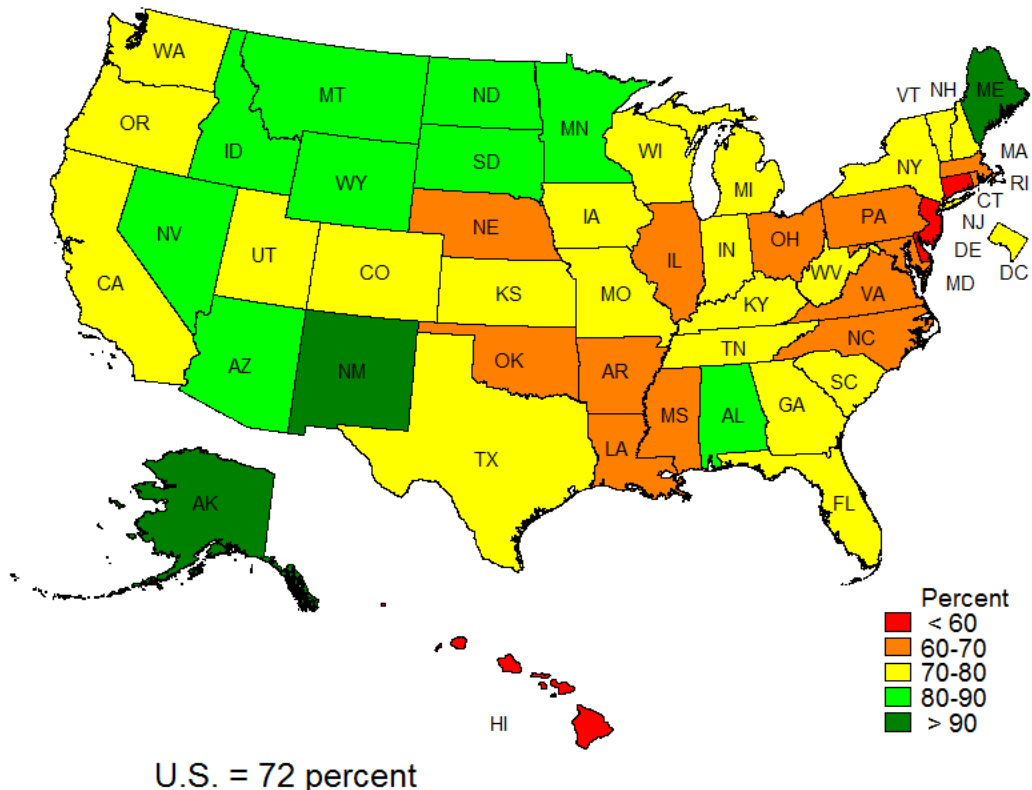 WA
MT
ND
MN
VT
NH
ME
OR
ID
SD
WI
MI
NY
MA
RI
CT
NJ
WY
NE
IA
IL
IN
OH
PA
DE
MD
DC
NV
UT
CO
KS
MO
KY
WV
VA
CA
AZ
NM
OK
AR
TN
NC
SC
TX
LA
MS
AL
GA
FL
AK
HI
Percent
< 60
60-70
70-80
80-90
> 90
U.S. = 72 percent